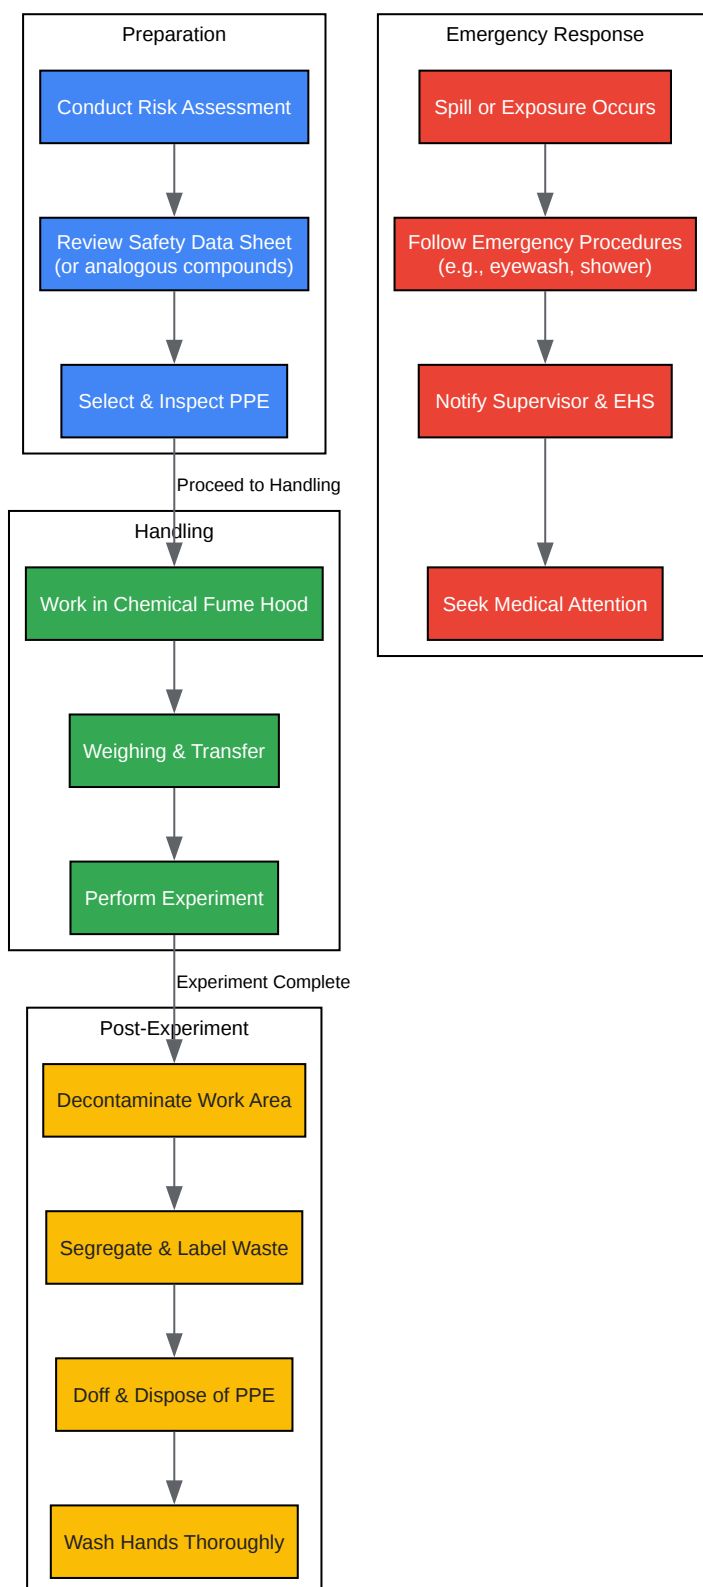 Preparation
Conduct Risk Assessment
Review Safety Data Sheet
(or analogous compounds)
Select & Inspect PPE
Proceed to Handling
Handling
Work in Chemical Fume Hood
Weighing & Transfer
Perform Experiment
Experiment Complete
Post-Experiment
Decontaminate Work Area
Segregate & Label Waste
Doff & Dispose of PPE
Wash Hands Thoroughly
Emergency Response
Spill or Exposure Occurs
Follow Emergency Procedures
(e.g., eyewash, shower)
Notify Supervisor & EHS
Seek Medical Attention